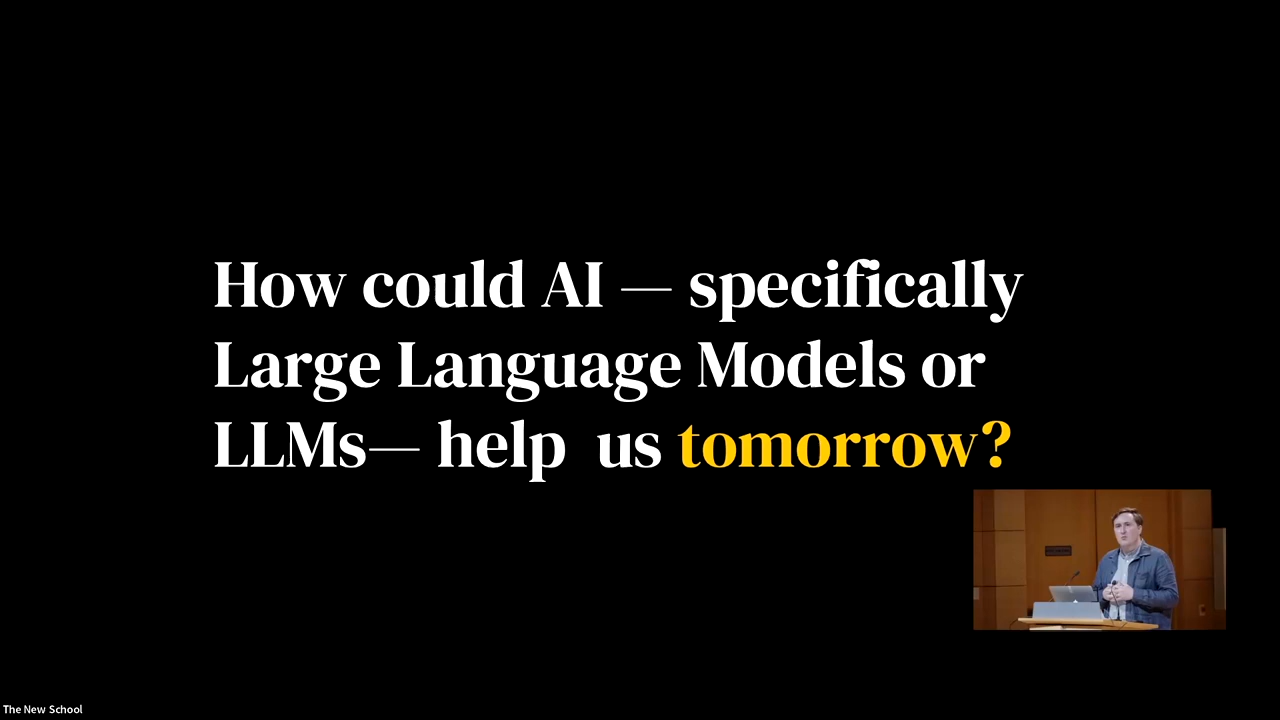 How could AI — specifically
Large Language Models or
LLMs— help us tomorrow?
The New School